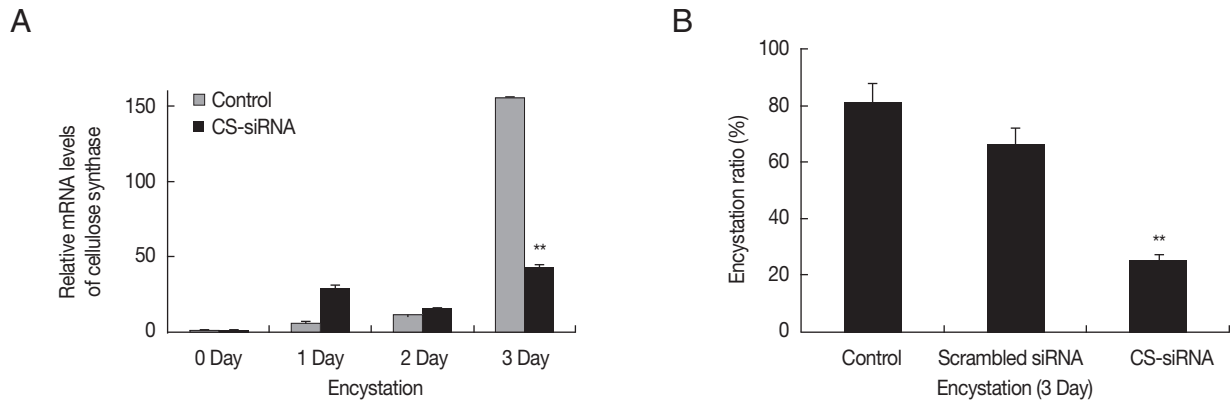 A
Relative mRNA levels
of cellulose synthase
150
100
50
0
Control
CS-siRNA
**
0 Day 1 Day 2 Day 3 Day
Encystation
B
Encystation ratio (%)
100
80
60
40
20
0
**
Control Scrambled siRNA CS-siRNA
Encystation (3 Day)